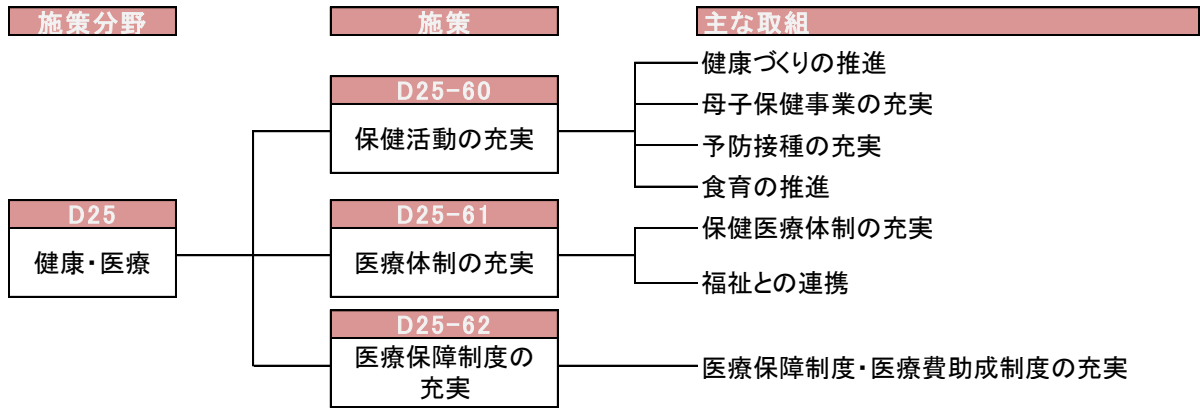 施策分野
施策
主な取組
D25
健康・医療
D25-60
保健活動の充実
健康づくりの推進
母子保健事業の充実
予防接種の充実
食育の推進
D25-61
医療体制の充実
保健医療体制の充実
福祉との連携
D25-62
医療保障制度の
充実
医療保障制度・医療費助成制度の充実